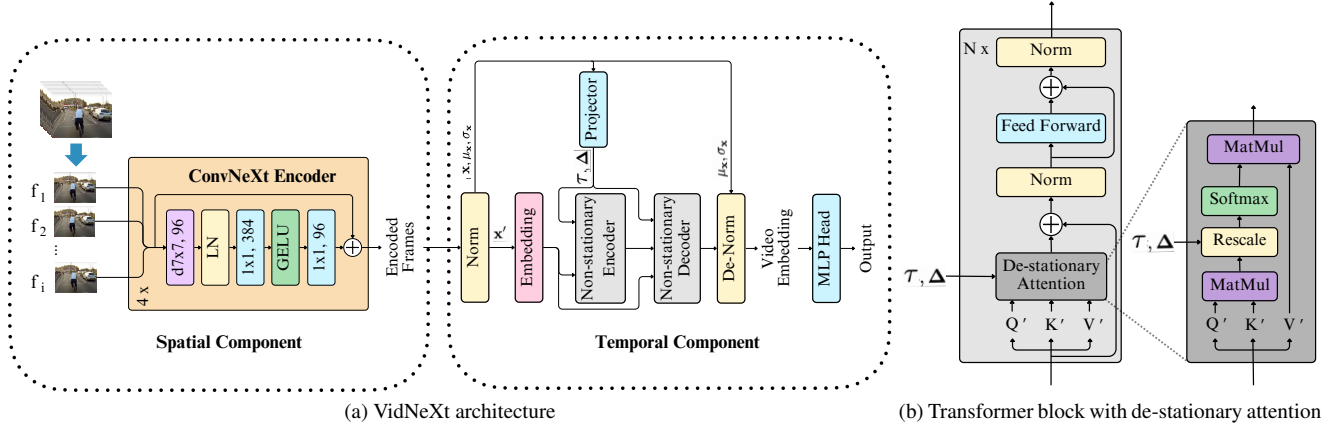 f 1
f 2
...
f i
ConvNeXt Encoder
d7x7, 96
LN
1x1, 384
GELU
1x1, 96
4 x
Encoded
Frames
Spatial Component
Norm
x, μx, σx
x′
Embedding
Projector
τ, Δ
Non-stationary
Encoder
Non-stationary
Decoder
μx, σx
De-Norm
Video
Embedding
MLP Head
Output
Temporal Component
(a) VidNeXt architecture
N x
Norm
Feed Forward
Norm
τ, Δ
De-stationary
Attention
Q ′ K ′ V ′
MatMul
Softmax
τ, Δ
Rescale
MatMul
Q ′ K ′ V ′
(b) Transformer block with de-stationary attention